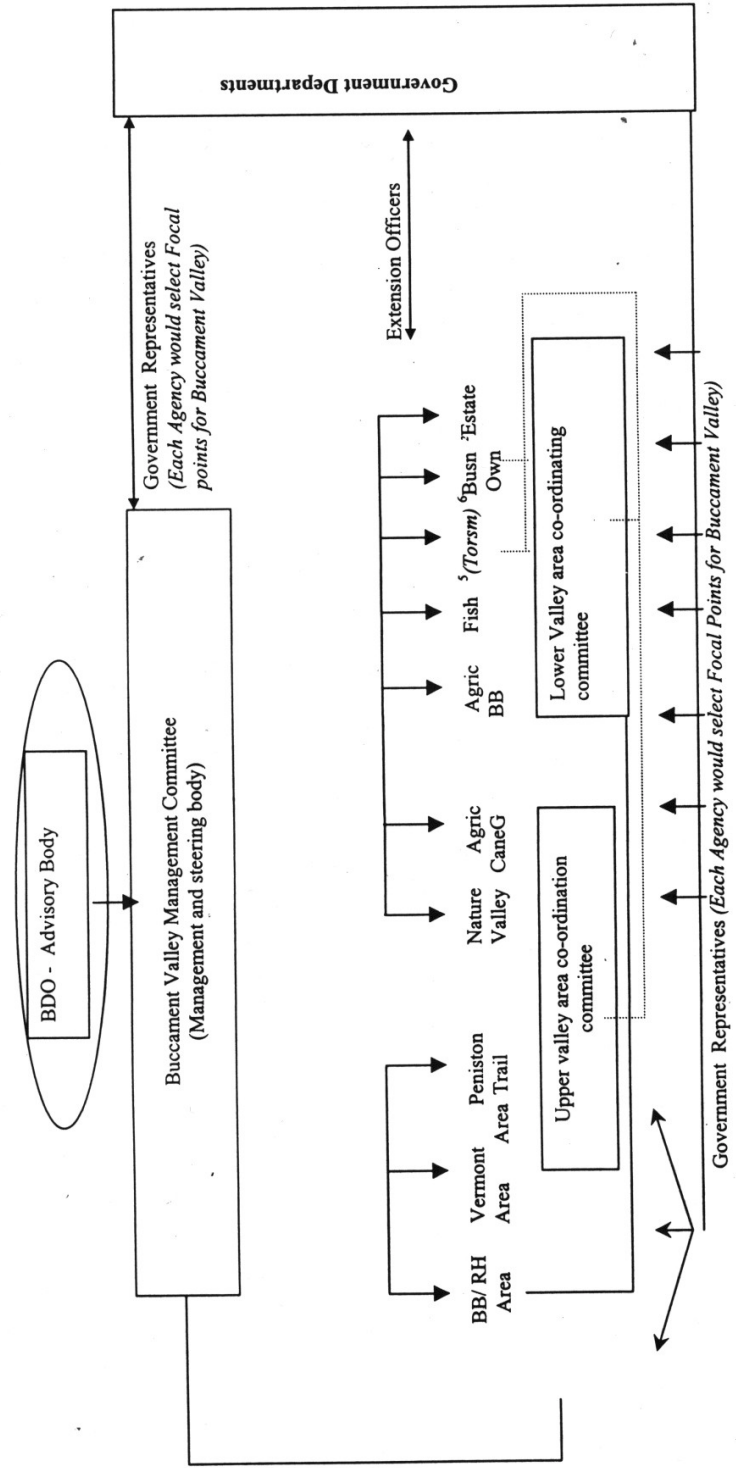 BDO - Advisory Body
Buccament Valley Management Committee
(Management and steering body)
Government Representatives
(Each Agency would select Focal
points for Buccament Valley)
Government Departments
Extension Officers
BB/ RH
Area
Vermont
Area
Peniston
Area Trail
Nature
Valley
Agric
CaneG
Agric
BB
Fish
⁵(Torsm)
⁶Busn
Own
⁷Estate
Upper valley area co-ordination
committee
Lower Valley area co-ordinating
committee
Government Representatives (Each Agency would select Focal Points for Buccament Valley)